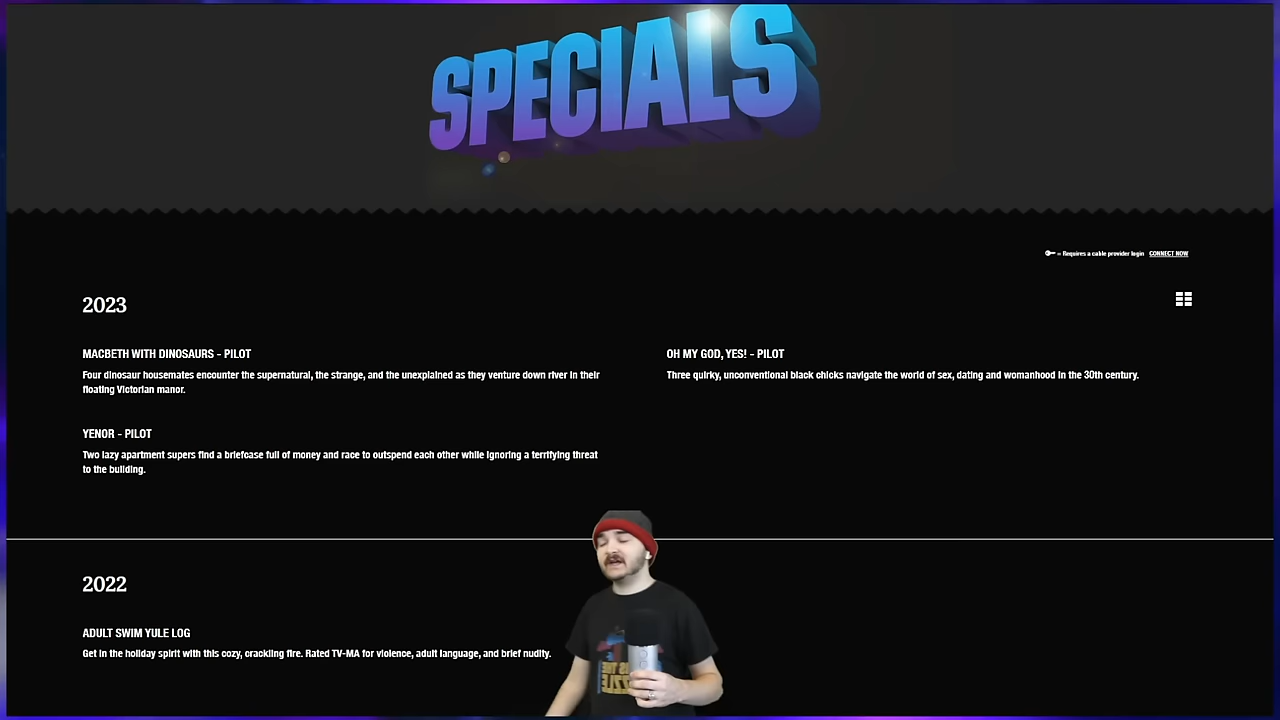 SPECIALS
= Requires a cable provider login CONNECT NOW
2023
MACBETH WITH DINOSAURS - PILOT
Four dinosaur housemates encounter the supernatural, the strange, and the unexplained as they venture down river in their
floating Victorian manor.
OH MY GOD, YES! - PILOT
Three quirky, unconventional black chicks navigate the world of sex, dating and womanhood in the 30th century.
YENOR - PILOT
Two lazy apartment supers find a briefcase full of money and race to outspend each other while ignoring a terrifying threat
to the building.
2022
ADULT SWIM YULE LOG
Get in the holiday spirit with this cozy, crackling fire. Rated TV-MA for violence, adult language, and brief nudity.